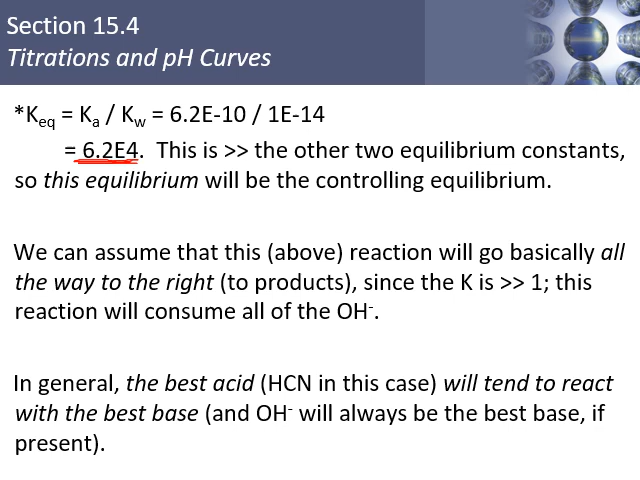 Section 15.4
Titrations and pH Curves
*Keq = Ka / Kw = 6.2E-10 / 1E-14
= 6.2E4. This is >> the other two equilibrium constants,
so this equilibrium will be the controlling equilibrium.
We can assume that this (above) reaction will go basically all
the way to the right (to products), since the K is >> 1; this
reaction will consume all of the OH⁻.
In general, the best acid (HCN in this case) will tend to react
with the best base (and OH⁻ will always be the best base, if
present).